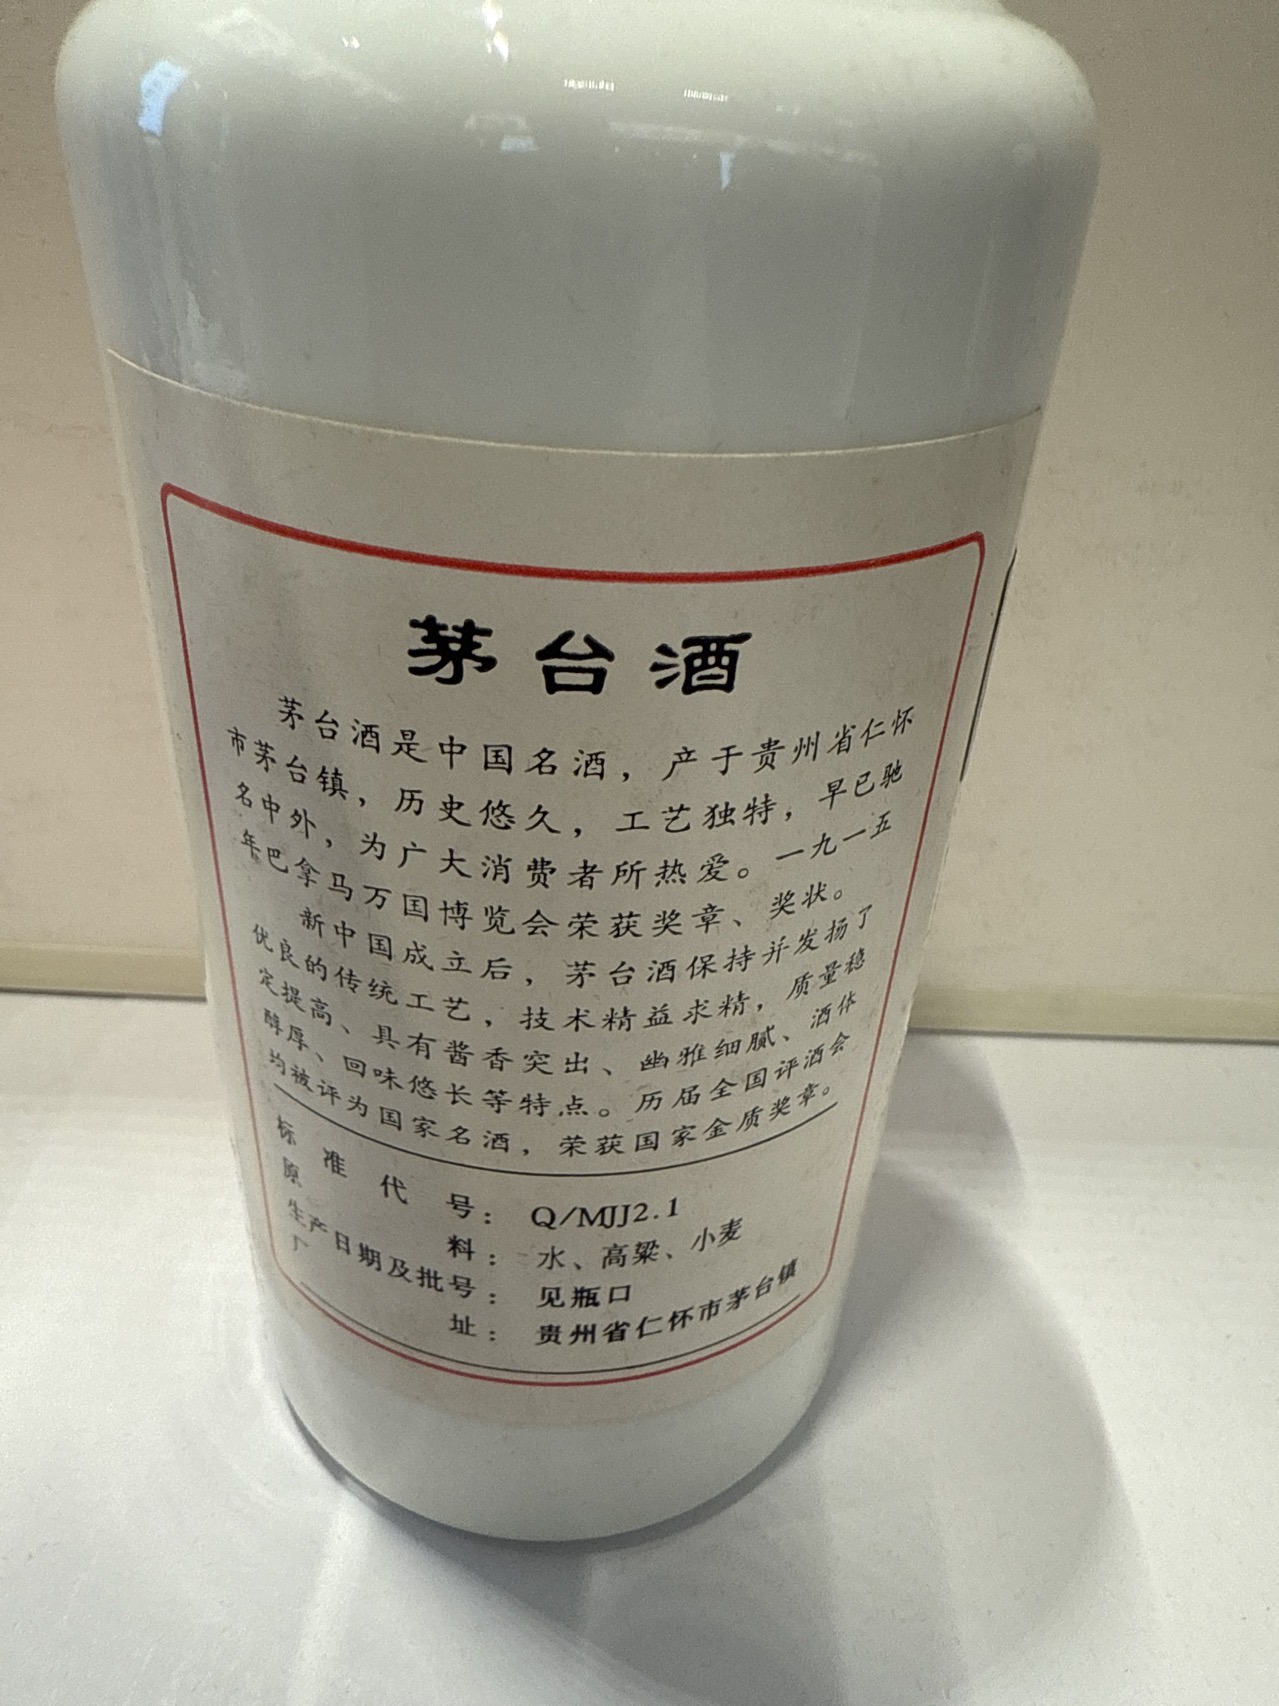 茅台酒
茅台酒是中国名酒，产于贵州省仁怀
市茅台镇，历史悠久，工艺独特，早已驰
名中外，为广大消费者所热爱。一九一五
年巴拿马万国博览会荣获奖章、奖状。
新中国成立后，茅台酒保持并发扬了
优良的传统工艺，技术精益求精，质量稳
定提高、具有酱香突出、幽雅细腻、酒体
醇厚、回味悠长等特点。历届全国评酒会
均被评为国家名酒，荣获国家金质奖章。
标准代号：Q/MJJ2.1
原料：水、高粱、小麦
生产日期及批号：见瓶口
厂址：贵州省仁怀市茅台镇